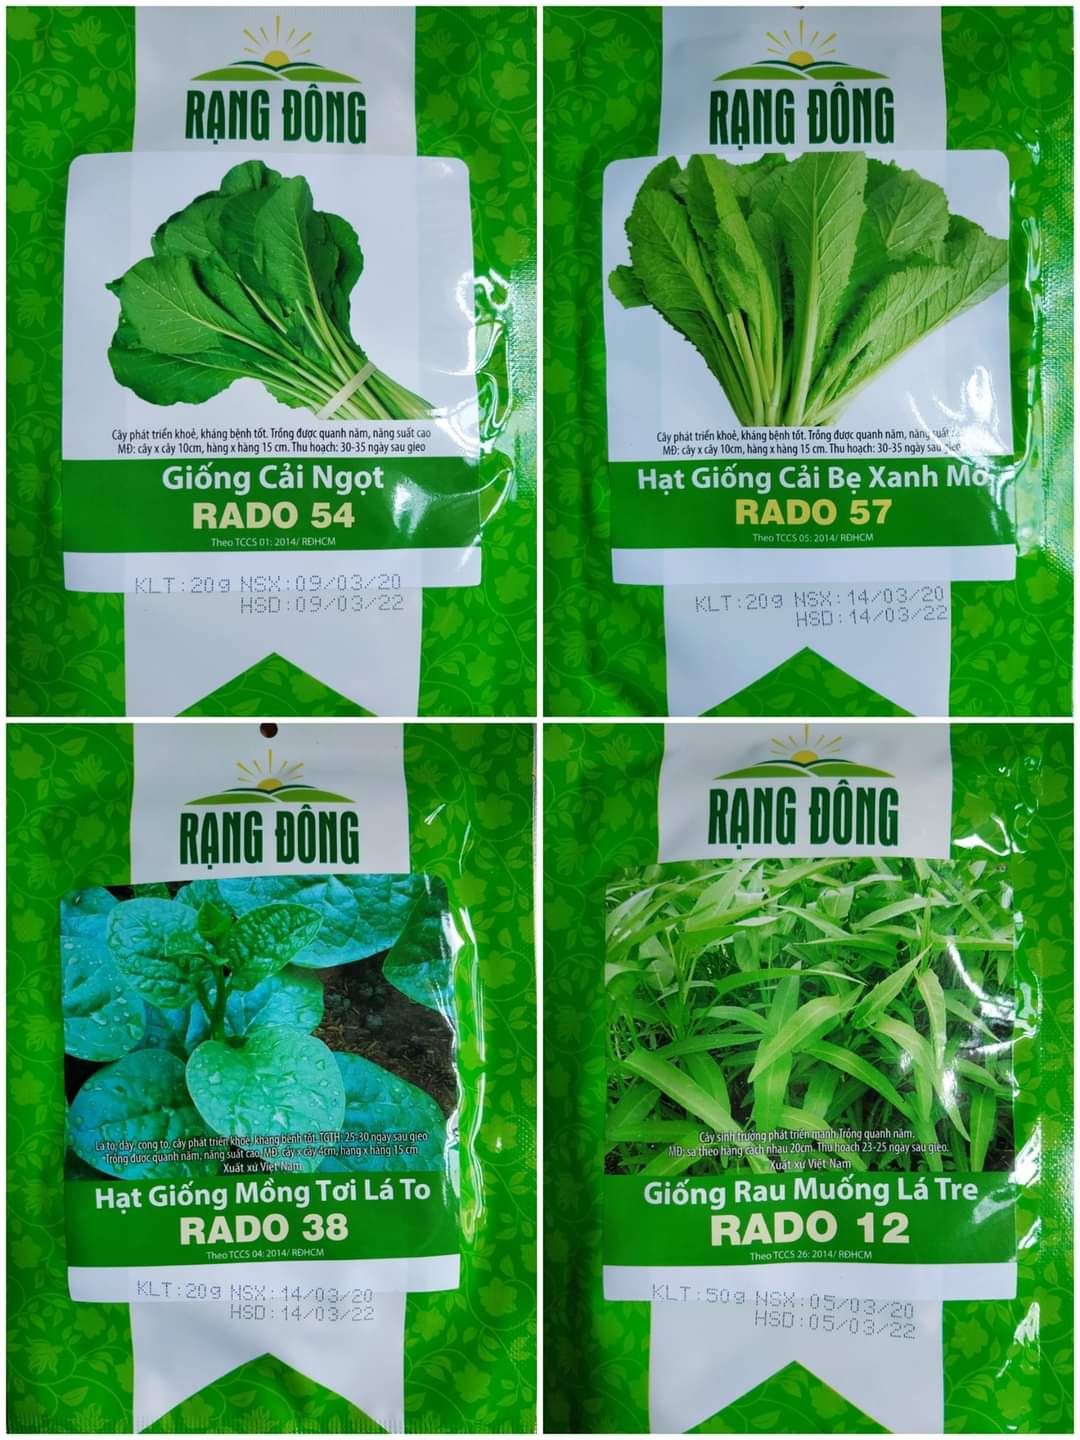 RẠNG ĐÔNG
Cây phát triển khoẻ, kháng bệnh tốt. Trồng được quanh năm, năng suất cao
MĐ: cây x cây 10cm, hàng x hàng 15 cm. Thu hoạch: 30-35 ngày sau gieo
Giống Cải Ngọt
RADO 54
Theo TCCS 01: 2014/ RĐHCM
KLT:20g NSX:09/03/20
HSD:09/03/22
RẠNG ĐÔNG
Cây phát triển khoẻ, kháng bệnh tốt. Trồng được quanh năm, năng suất
MĐ: cây x cây 10cm, hàng x hàng 15 cm. Thu hoạch: 30-35 ngày sau gieo
Hạt Giống Cải Bẹ Xanh Mỡ
RADO 57
Theo TCCS 05: 2014/ RĐHCM
KLT:20g NSX:14/03/20
HSD:14/03/22
RẠNG ĐÔNG
Lá to, dày, cọng to, cây phát triển khoẻ, kháng bệnh tốt. TGTH: 25-30 ngày sau gieo
Trồng được quanh năm, năng suất cao. MĐ: cây x cây 4cm, hàng x hàng 15 cm
Xuất xứ Việt Nam
Hạt Giống Mồng Tơi Lá To
RADO 38
Theo TCCS 04: 2014/ RĐHCM
KLT:20g NSX:14/03/20
HSD:14/03/22
RẠNG ĐÔNG
Cây sinh trưởng phát triển mạnh.Trồng quanh năm.
MĐ: sạ theo hàng cách nhau 20cm. Thu hoạch 23-25 ngày sau gieo.
Xuất xứ Việt Nam
Giống Rau Muống Lá Tre
RADO 12
Theo TCCS 26: 2014/ RĐHCM
KLT:50g NSX:05/03/20
HSD:05/03/22